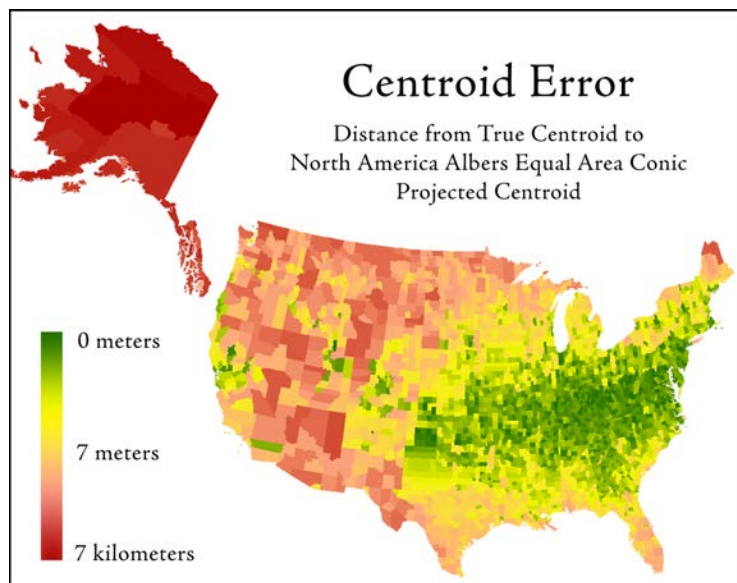 Centroid Error
Distance from True Centroid to
North America Albers Equal Area Conic
Projected Centroid
0 meters
7 meters
7 kilometers